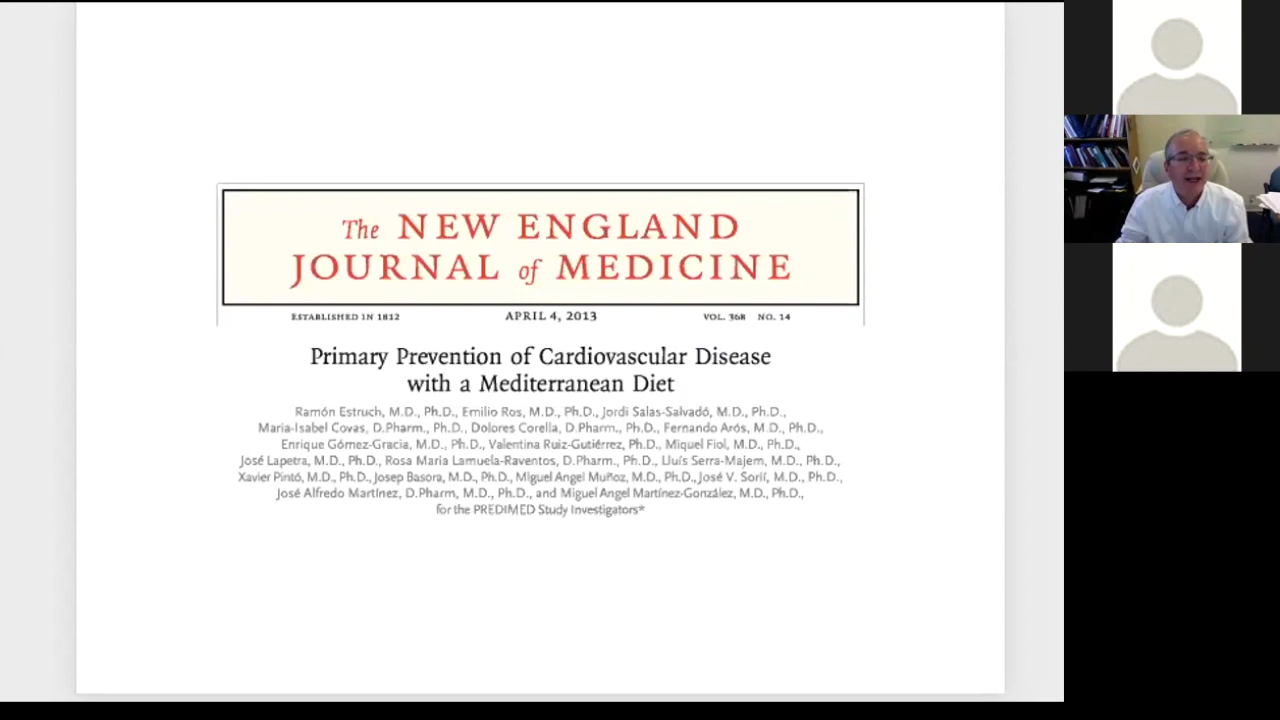 The NEW ENGLAND
JOURNAL of MEDICINE
ESTABLISHED IN 1812 APRIL 4, 2013 VOL. 368 NO. 14
Primary Prevention of Cardiovascular Disease
with a Mediterranean Diet
Ramón Estruch, M.D., Ph.D., Emilio Ros, M.D., Ph.D., Jordi Salas-Salvadó, M.D., Ph.D.,
Maria-Isabel Covas, D.Pharm., Ph.D., Dolores Corella, D.Pharm., Ph.D., Fernando Arós, M.D., Ph.D.,
Enrique Gómez-Gracia, M.D., Ph.D., Valentina Ruiz-Gutiérrez, Ph.D., Miquel Fiol, M.D., Ph.D.,
José Lapetra, M.D., Ph.D., Rosa Maria Lamuela-Raventos, D.Pharm., Ph.D., Lluís Serra-Majem, M.D., Ph.D.,
Xavier Pintó, M.D., Ph.D., Josep Basora, M.D., Ph.D., Miguel Angel Muñoz, M.D., Ph.D., José V. Sorlí, M.D., Ph.D.,
José Alfredo Martínez, D.Pharm, M.D., Ph.D., and Miguel Angel Martínez-González, M.D., Ph.D.,
for the PREDIMED Study Investigators*